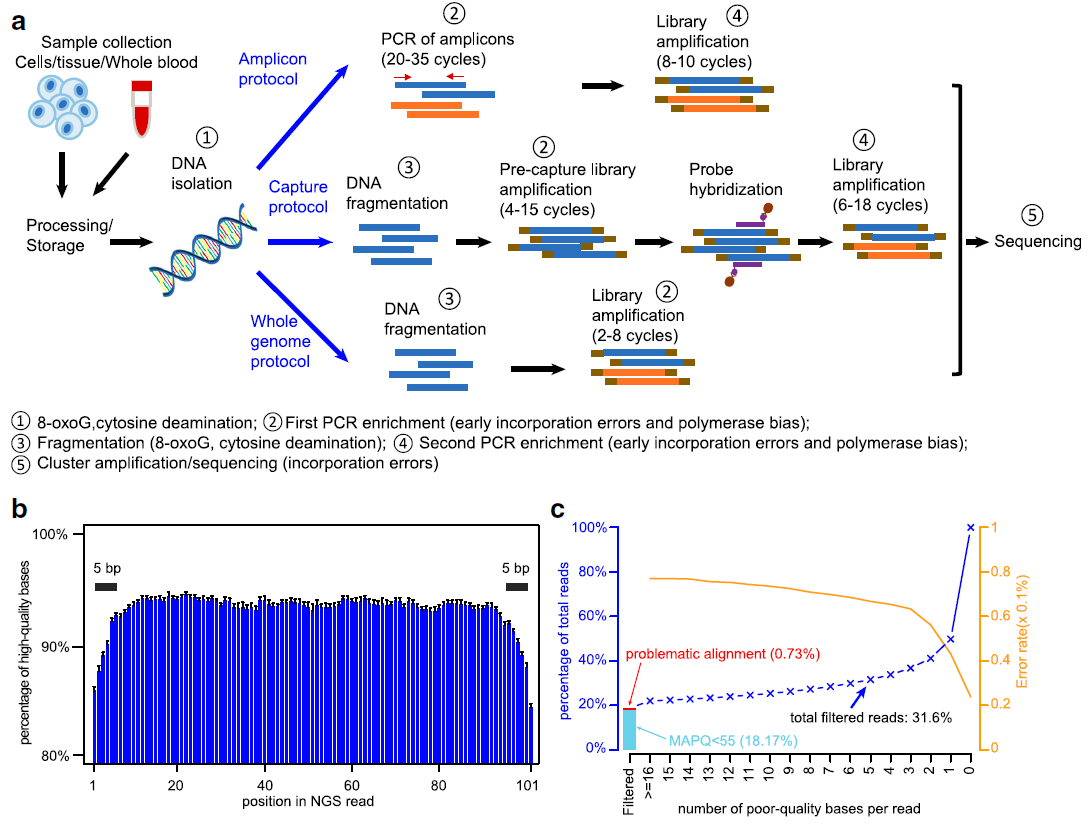 a
Sample collection
Cells/tissue/Whole blood
Processing/
Storage
①
DNA
isolation
Amplicon
protocol
②
PCR of amplicons
(20-35 cycles)
④
Library
amplification
(8-10 cycles)
Capture
protocol
③
DNA
fragmentation
②
Pre-capture library
amplification
(4-15 cycles)
Probe
hybridization
④
Library
amplification
(6-18 cycles)
⑤
Sequencing
Whole
genome
protocol
③
DNA
fragmentation
②
Library
amplification
(2-8 cycles)
① 8-oxoG,cytosine deamination; ② First PCR enrichment (early incorporation errors and polymerase bias);
③ Fragmentation (8-oxoG, cytosine deamination); ④ Second PCR enrichment (early incorporation errors and polymerase bias);
⑤ Cluster amplification/sequencing (incorporation errors)
b
percentage of high-quality bases
100%
90%
80%
5 bp
5 bp
1
20
40
60
80
101
position in NGS read
c
percentage of total reads
100%
80%
60%
40%
20%
0%
problematic alignment (0.73%)
MAPQ<55 (18.17%)
total filtered reads: 31.6%
1
0.8
0.6
0.4
0.2
0
Error rate(x 0.1%)
Filtered
>=16
15
14
13
12
11
10
9
8
7
6
5
4
3
2
1
0
number of poor-quality bases per read